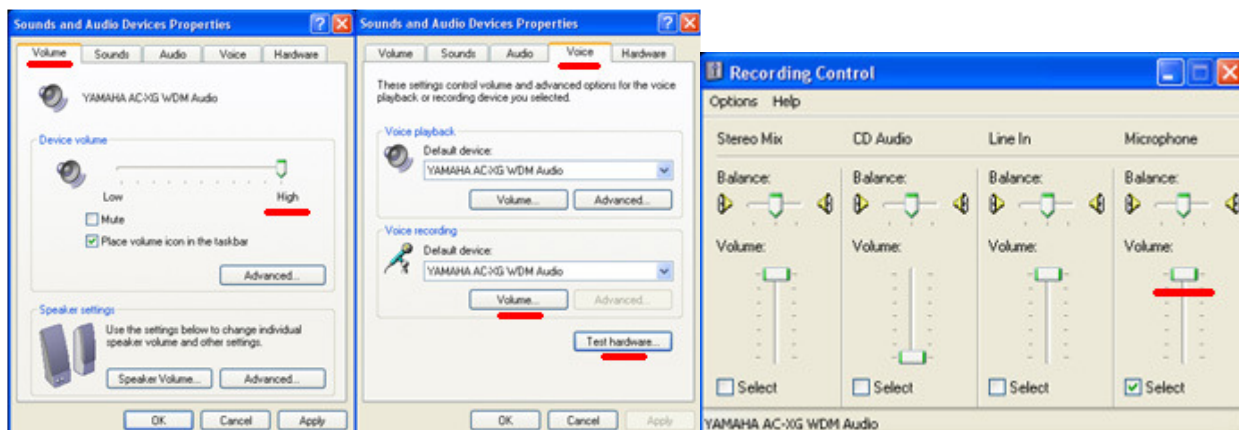 Sounds and Audio Devices Properties
Volume Sounds Audio Voice Hardware
YAMAHA AC-XG WDM Audio
Device volume
Low High
Mute
Place volume icon in the taskbar
Advanced...
Speaker settings
Use the settings below to change individual
speaker volume and other settings.
Speaker Volume... Advanced...
OK Cancel Apply
Sounds and Audio Devices Properties
Volume Sounds Audio Voice Hardware
These settings control volume and advanced options for the voice
playback or recording device you selected.
Voice playback
Default device:
YAMAHA AC-XG WDM Audio
Volume... Advanced...
Voice recording
Default device:
YAMAHA AC-XG WDM Audio
Volume... Advanced...
Test hardware...
OK Cancel Apply
Recording Control
Options Help
Stereo Mix CD Audio Line In Microphone
Balance: Balance: Balance: Balance:
Volume: Volume: Volume: Volume:
Select Select Select Select
YAMAHA AC-XG WDM Audio